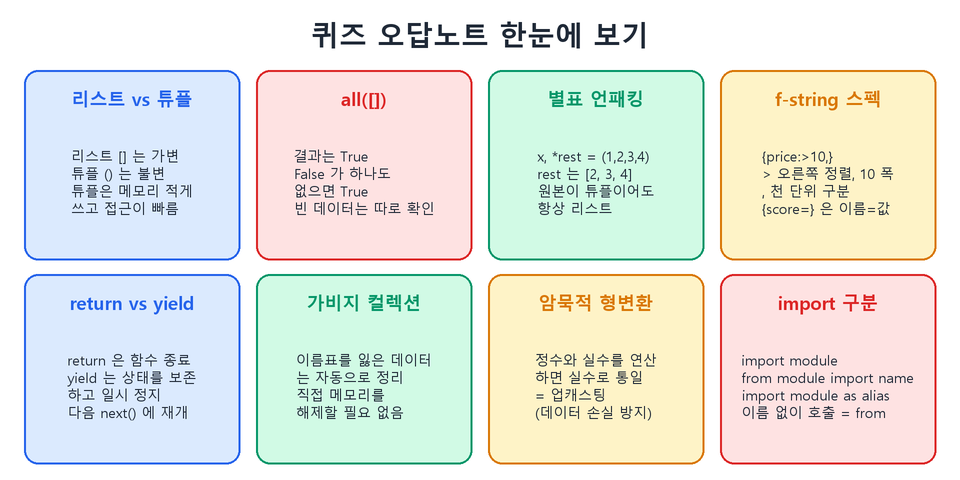 퀴즈 오답노트 한눈에 보기
리스트 vs 튜플
리스트 [] 는 가변
튜플 () 는 불변
튜플은 메모리 적게
쓰고 접근이 빠름
all([])
결과는 True
False 가 하나도
없으면 True
빈 데이터는 따로 확인
별표 언패킹
x, *rest = (1,2,3,4)
rest 는 [2, 3, 4]
원본이 튜플이어도
항상 리스트
f-string 스펙
{price:>10,}
> 오른쪽 정렬, 10 폭
, 천 단위 구분
{score=} 은 이름=값
return vs yield
return 은 함수 종료
yield 는 상태를 보존
하고 일시 정지
다음 next() 에 재개
가비지 컬렉션
이름표를 잃은 데이터
는 자동으로 정리
직접 메모리를
해제할 필요 없음
암묵적 형변환
정수와 실수를 연산
하면 실수로 통일
= 업캐스팅
(데이터 손실 방지)
import 구분
import module
from module import name
import module as alias
이름 없이 호출 = from